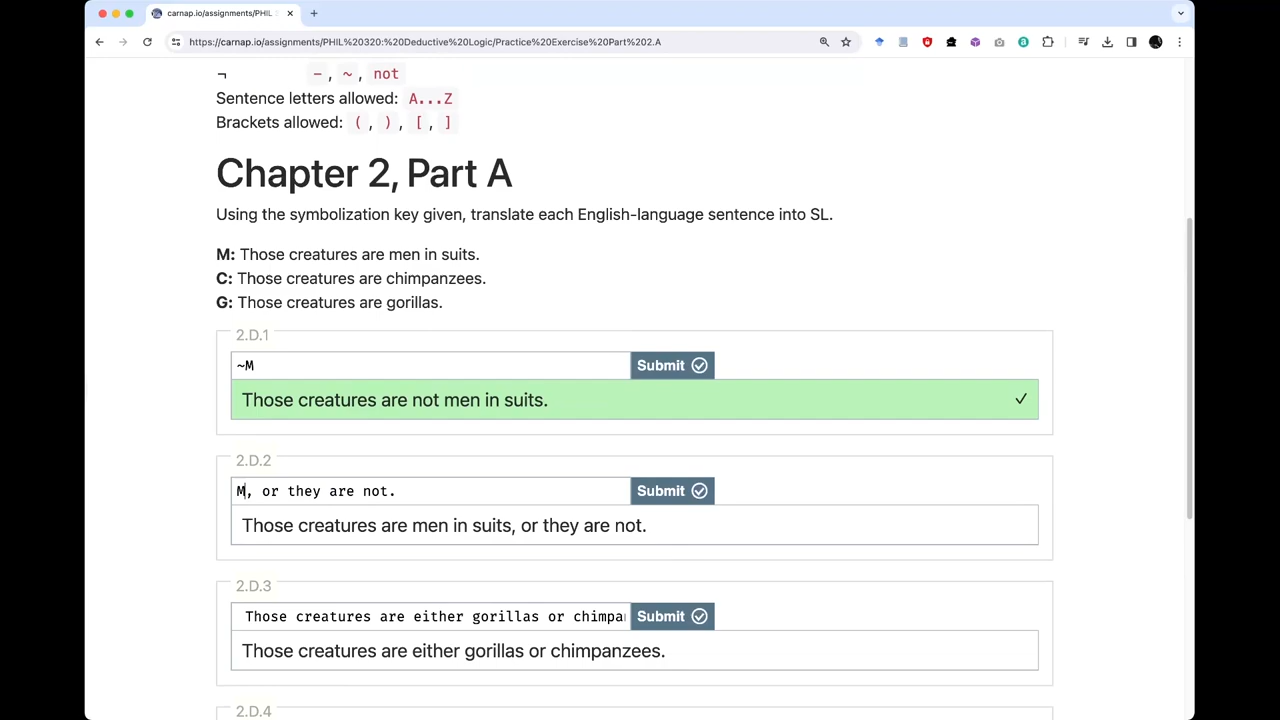 carnap.io/assignments/PHIL
https://carnap.io/assignments/PHIL%20320:%20Deductive%20Logic/Practice%20Exercise%20Part%202.A
¬ -, ~, not
Sentence letters allowed: A...Z
Brackets allowed: (, ), [, ]
Chapter 2, Part A
Using the symbolization key given, translate each English-language sentence into SL.
M: Those creatures are men in suits.
C: Those creatures are chimpanzees.
G: Those creatures are gorillas.
2.D.1
~M Submit
Those creatures are not men in suits. ✓
2.D.2
M, or they are not. Submit
Those creatures are men in suits, or they are not.
2.D.3
Those creatures are either gorillas or chimpa Submit
Those creatures are either gorillas or chimpanzees.
2.D.4